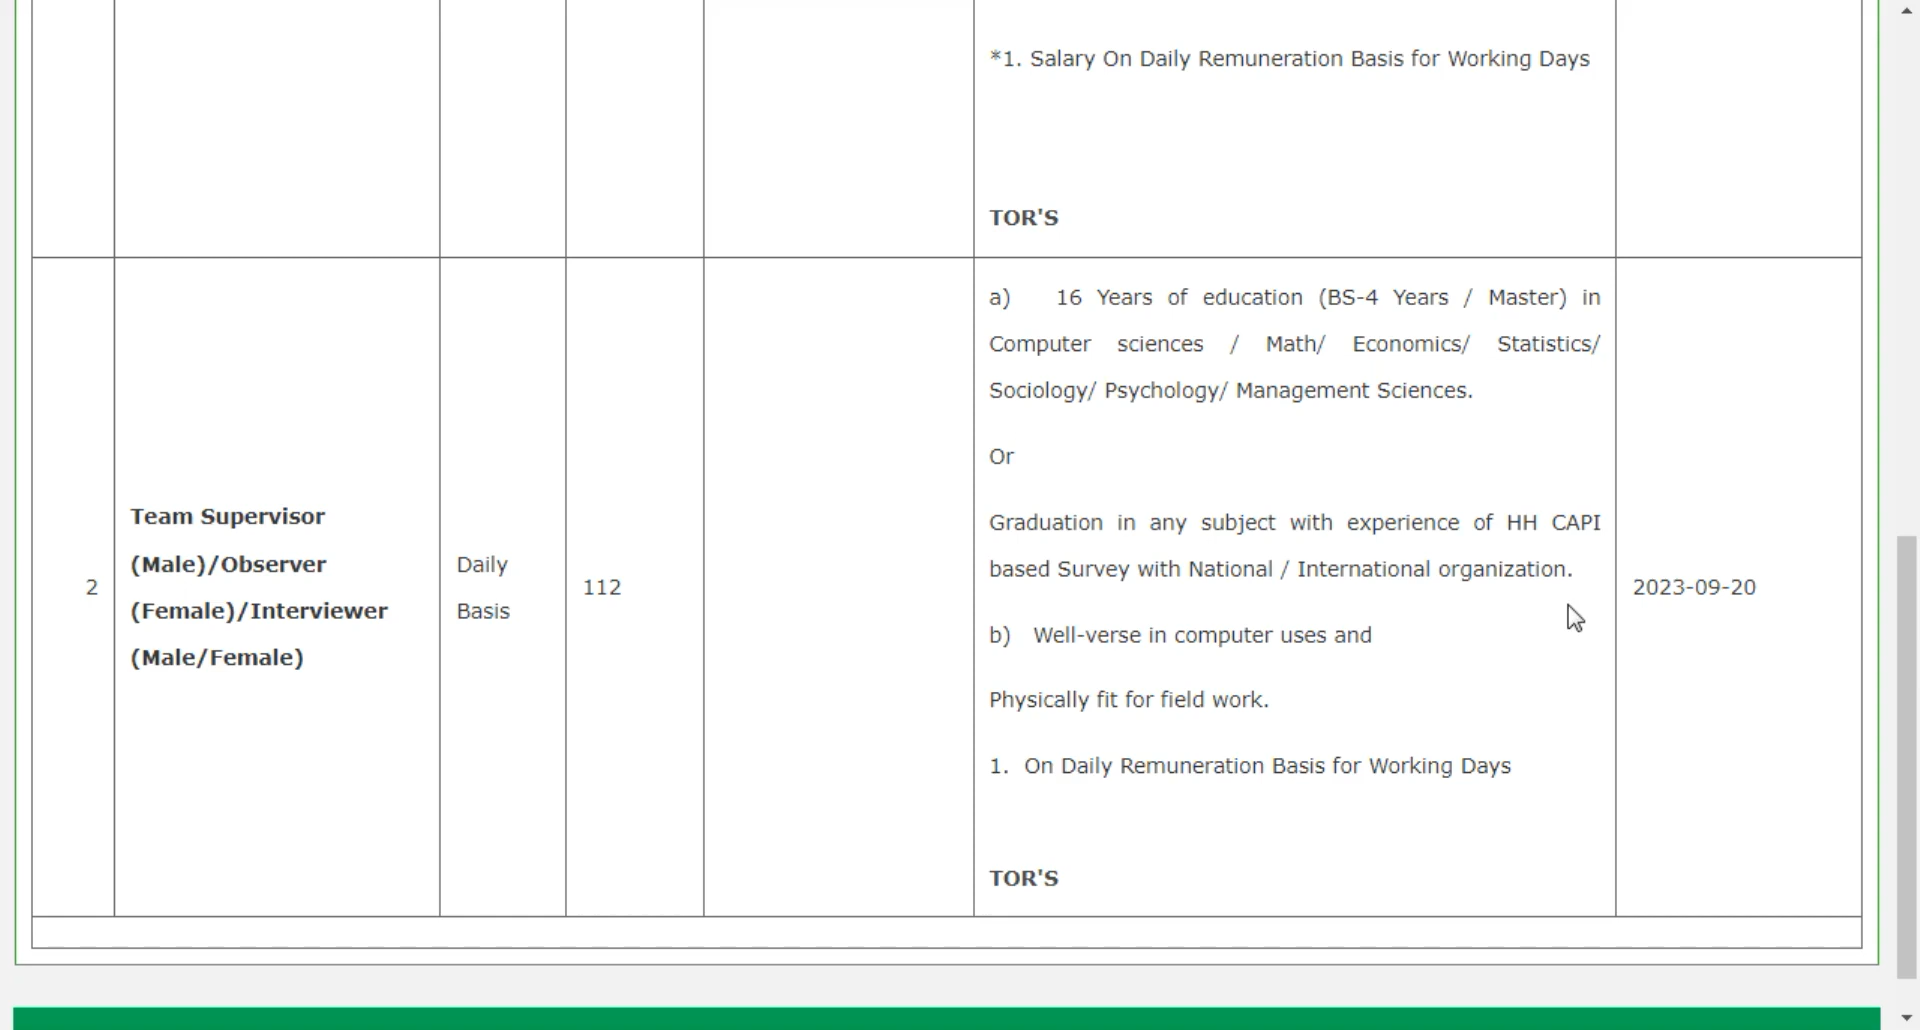 *1. Salary On Daily Remuneration Basis for Working Days
TOR'S
2
Team Supervisor
(Male)/Observer
(Female)/Interviewer
(Male/Female)
Daily
Basis
112
a) 16 Years of education (BS-4 Years / Master) in
Computer sciences / Math/ Economics/ Statistics/
Sociology/ Psychology/ Management Sciences.
Or
Graduation in any subject with experience of HH CAPI
based Survey with National / International organization.
b) Well-verse in computer uses and
Physically fit for field work.
1. On Daily Remuneration Basis for Working Days
TOR'S
2023-09-20